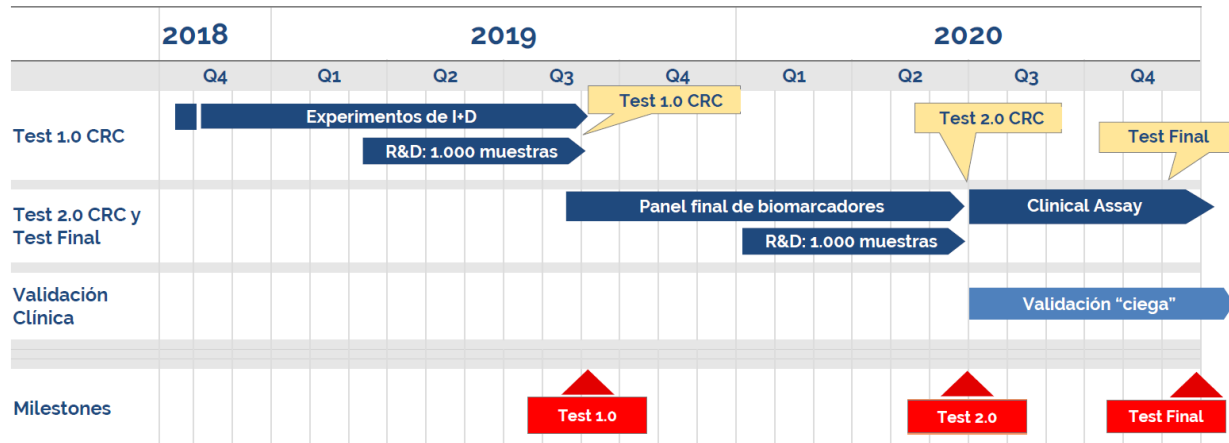 2018 2019 2020
Q4 Q1 Q2 Q3 Q4 Q1 Q2 Q3 Q4
Test 1.0 CRC
Experimentos de I+D
Test 1.0 CRC
R&D: 1.000 muestras
Test 2.0 CRC
Test Final
Test 2.0 CRC y
Test Final
Panel final de biomarcadores
Clinical Assay
R&D: 1.000 muestras
Validación
Clínica
Validación “ciega”
Milestones
Test 1.0
Test 2.0
Test Final